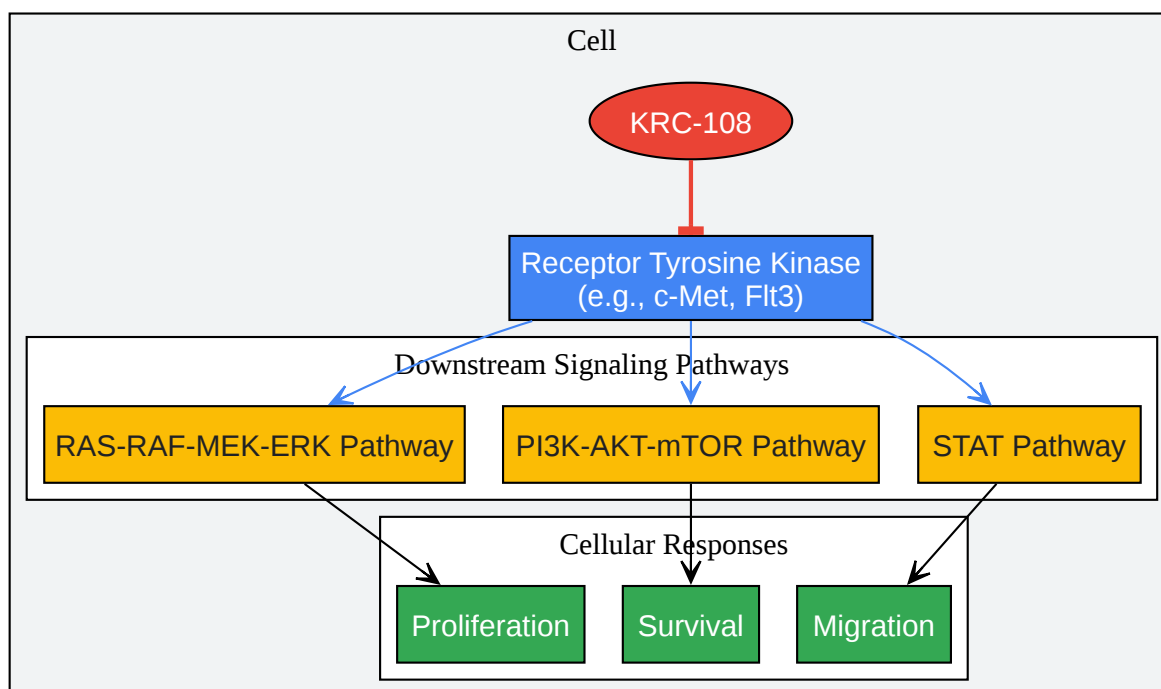 Cell
KRC-108
Receptor Tyrosine Kinase
(e.g., c-Met, Flt3)
Downstream Signaling Pathways
RAS-RAF-MEK-ERK Pathway
PI3K-AKT-mTOR Pathway
STAT Pathway
Cellular Responses
Proliferation
Survival
Migration